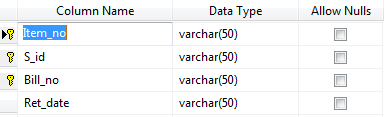 Column Name Data Type Allow Nulls
Item_no varchar(50)
S_id varchar(50)
Bill_no varchar(50)
Ret_date varchar(50)